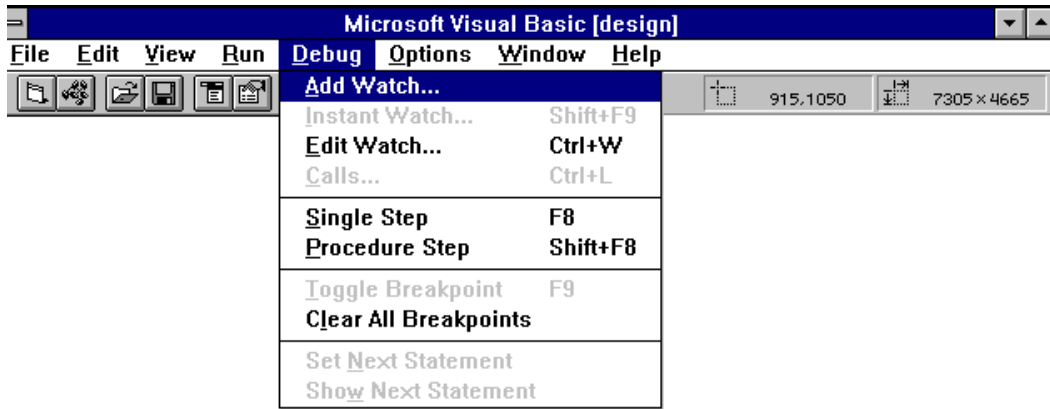 Microsoft Visual Basic [design]
File Edit View Run Debug Options Window Help
915,1050 7305×4665
Add Watch...
Instant Watch... Shift+F9
Edit Watch... Ctrl+W
Calls... Ctrl+L
Single Step F8
Procedure Step Shift+F8
Toggle Breakpoint F9
Clear All Breakpoints
Set Next Statement
Show Next Statement